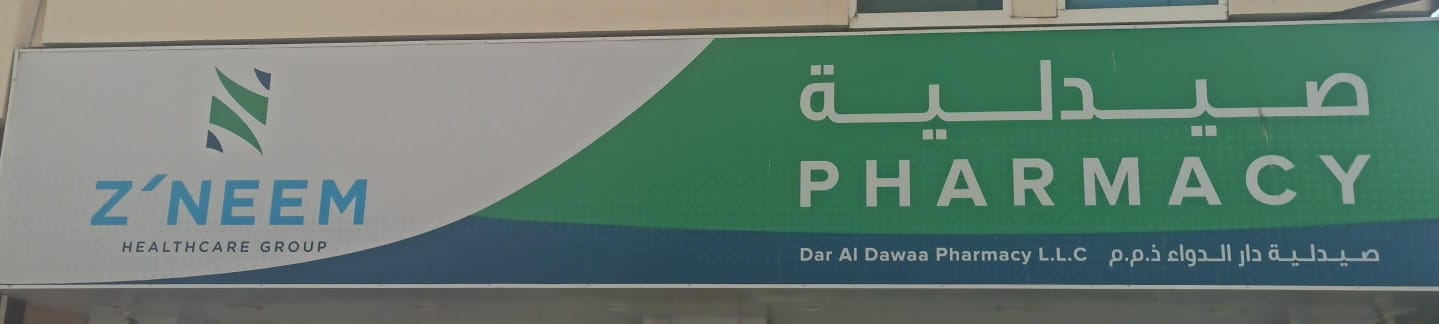 Z´NEEM
HEALTHCARE GROUP
صيدلية
PHARMACY
Dar Al Dawaa Pharmacy L.L.C صيدلية دار الدواء ذ.م.م